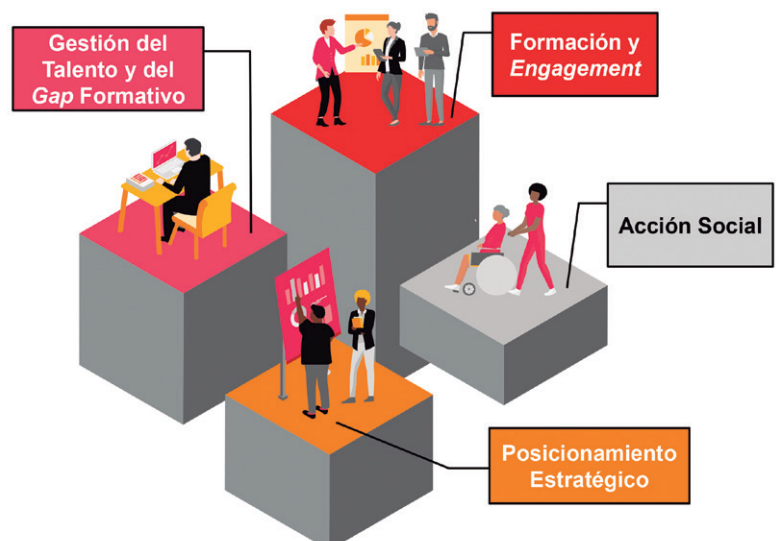 Gestión del
Talento y del
Gap Formativo
Formación y
Engagement
Acción Social
Posicionamiento
Estratégico